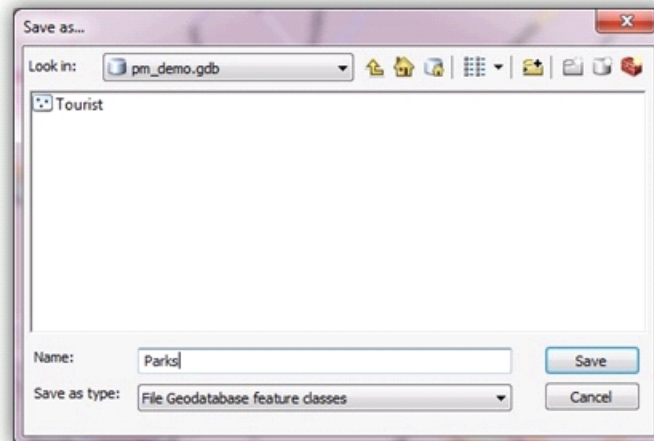 Save as...
Look in: pm_demo.gdb
Tourist
Name: Parks
Save as type: File Geodatabase feature classes
Save
Cancel